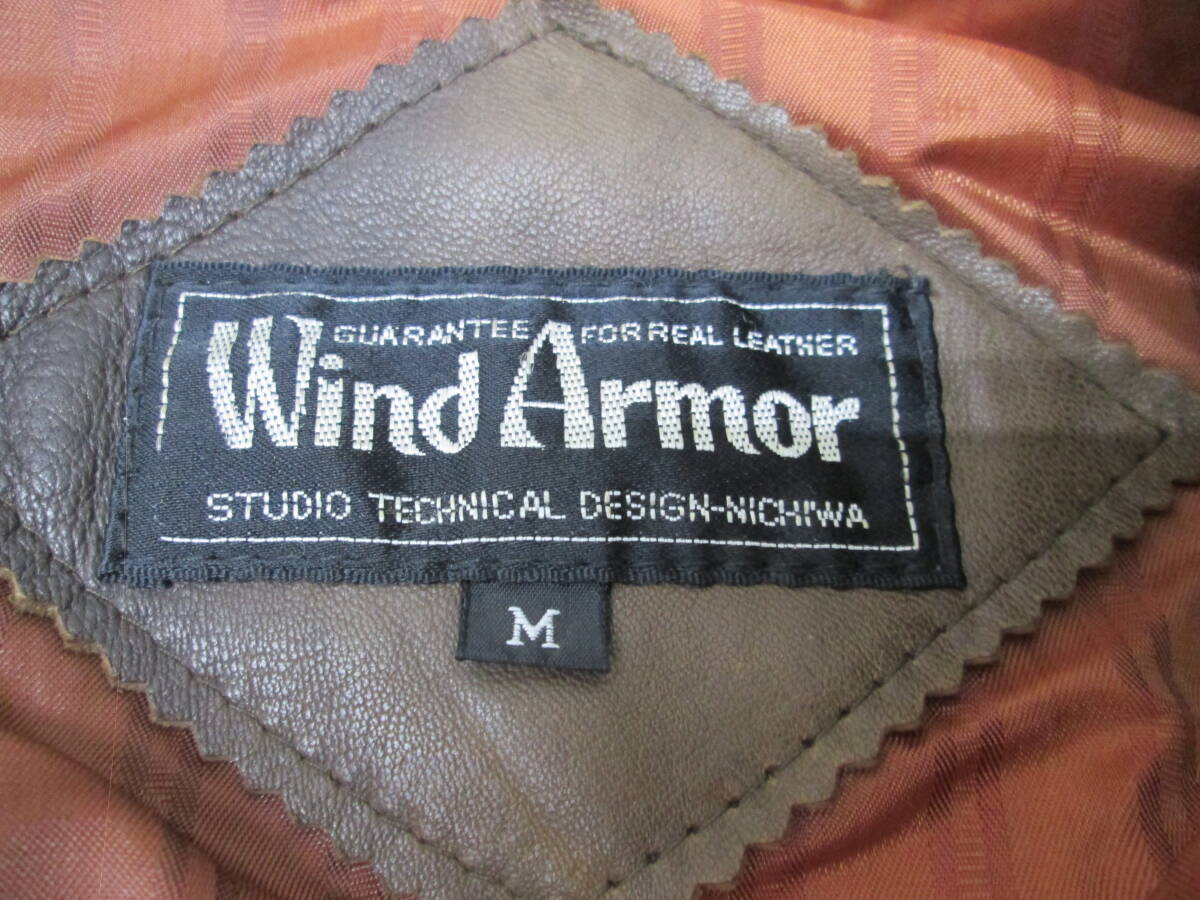 GUARANTEE FOR REAL LEATHER
Wind Armor
STUDIO TECHNICAL DESIGN-NICHIWA
M